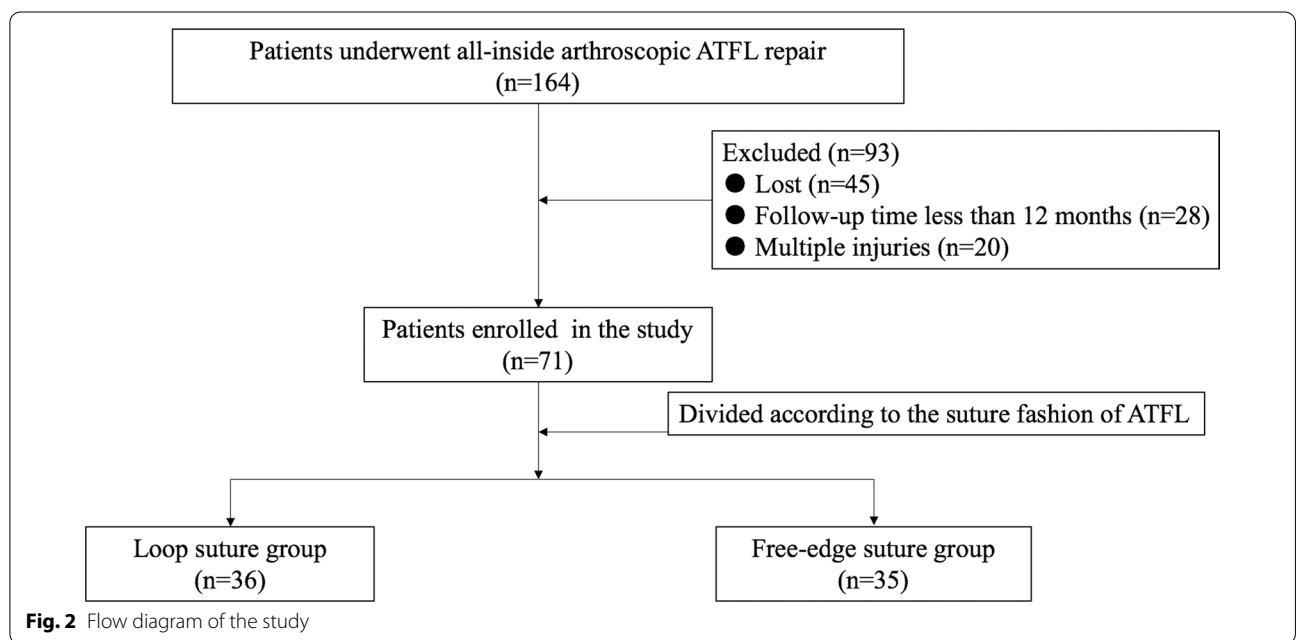 Patients underwent all-inside arthroscopic ATFL repair
(n=164)
Excluded (n=93)
● Lost (n=45)
● Follow-up time less than 12 months (n=28)
● Multiple injuries (n=20)
Patients enrolled in the study
(n=71)
Divided according to the suture fashion of ATFL
Loop suture group
(n=36)
Free-edge suture group
(n=35)
Fig. 2 Flow diagram of the study